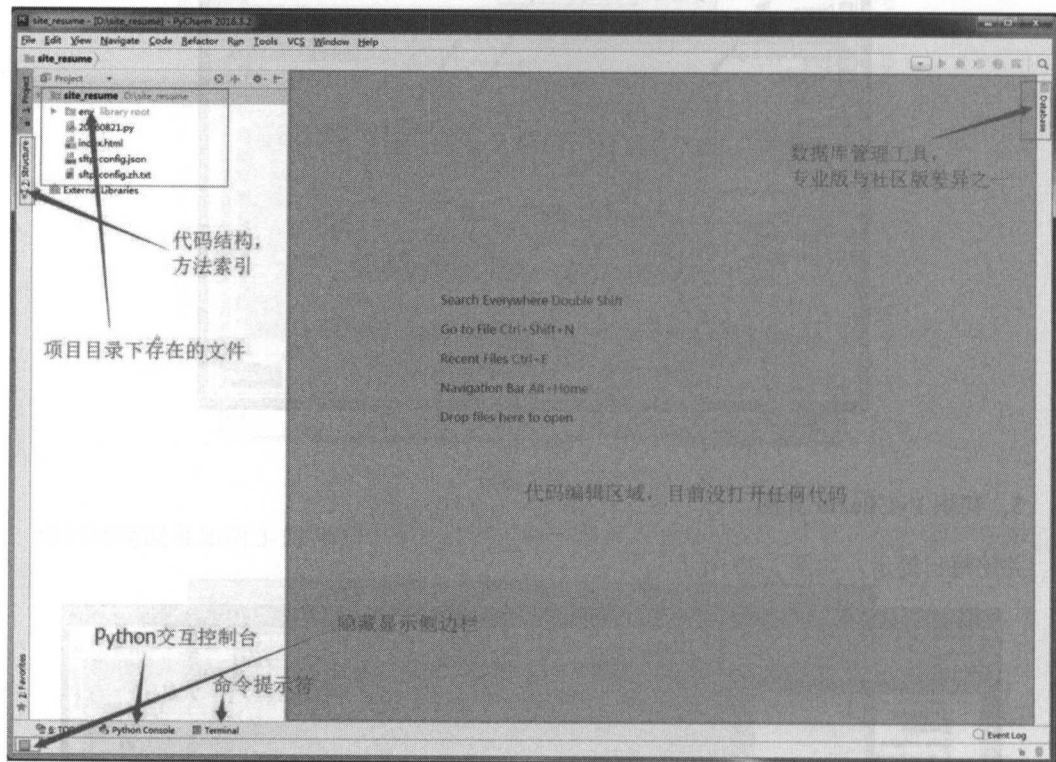 site_resume - [D:\site_resume] - PyCharm 2016.3.2
File Edit View Navigate Code Refactor Run Tools VCS Window Help
site_resume
Project
1: Project
site_resume D:\site_resume
env library root
index.html
sftp-config.json
sftp-config.zh.txt
External Libraries
2: Structure
Database
数据库管理工具,
专业版与社区版差异之一
代码结构,
方法索引
项目目录下存在的文件
Search Everywhere Double Shift
Go to File Ctrl+Shift+N
Recent Files Ctrl+E
Navigation Bar Alt+Home
Drop files here to open
代码编辑区域,目前没打开任何代码
隐藏显示侧边栏
Python交互控制台
命令提示符
2: Favorites
6: TODO
Python Console
Terminal
Event Log